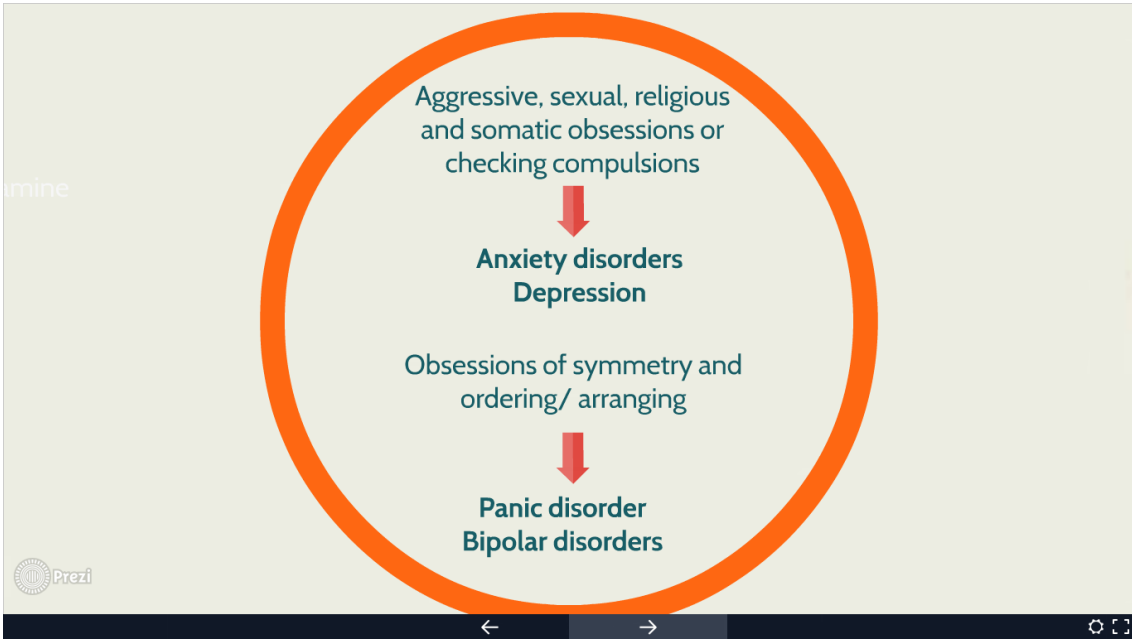 Aggressive, sexual, religious
and somatic obsessions or
checking compulsions
amine
Anxiety disorders
Depression
Obsessions of symmetry and
ordering/ arranging
Panic disorder
Bipolar disorders
Prezi